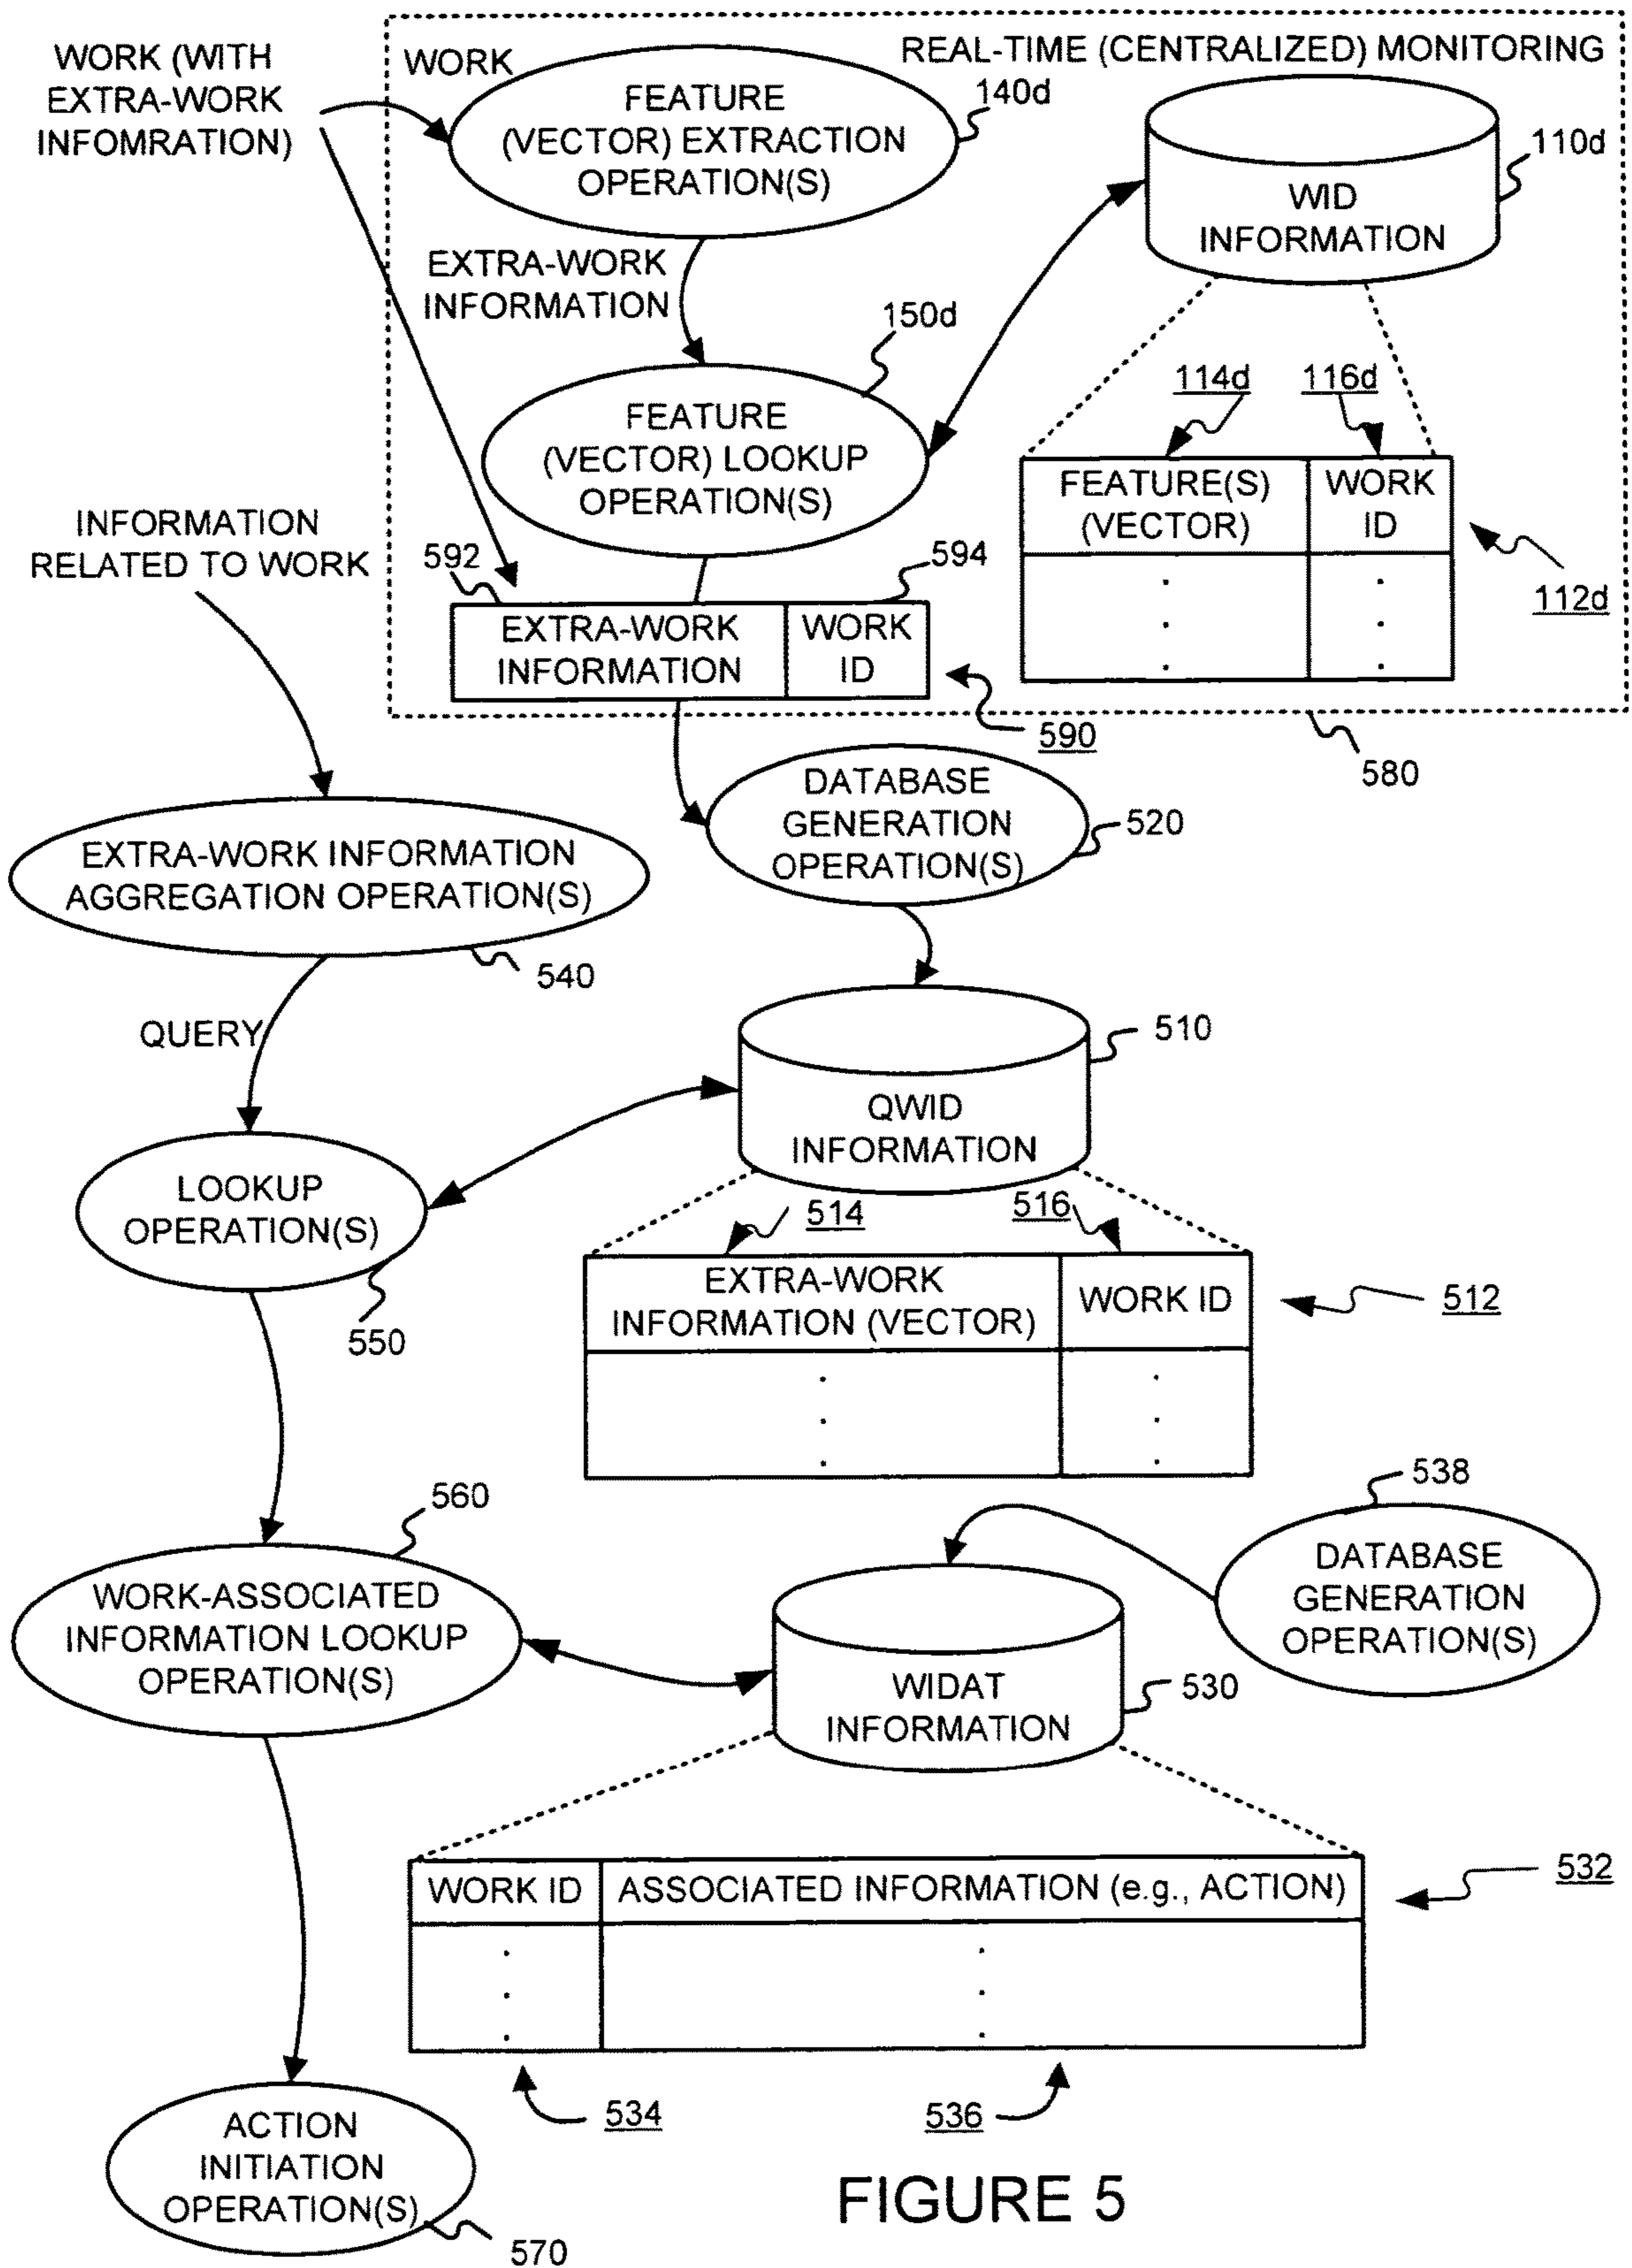 WORK (WITH
EXTRA-WORK
INFOMRATION)
WORK
REAL-TIME (CENTRALIZED) MONITORING
FEATURE
(VECTOR) EXTRACTION
OPERATION(S)
140d
WID
INFORMATION
110d
EXTRA-WORK
INFORMATION
150d
FEATURE
(VECTOR) LOOKUP
OPERATION(S)
114d
116d
FEATURE(S)
(VECTOR)
WORK
ID
112d
INFORMATION
RELATED TO WORK
592
594
EXTRA-WORK
INFORMATION
WORK
ID
590
580
DATABASE
GENERATION
OPERATION(S)
520
EXTRA-WORK INFORMATION
AGGREGATION OPERATION(S)
540
QUERY
510
QWID
INFORMATION
LOOKUP
OPERATION(S)
550
514
516
EXTRA-WORK
INFORMATION (VECTOR)
WORK ID
512
538
DATABASE
GENERATION
OPERATION(S)
560
WORK-ASSOCIATED
INFORMATION LOOKUP
OPERATION(S)
WIDAT
INFORMATION
530
WORK ID
ASSOCIATED INFORMATION (e.g., ACTION)
532
534
536
ACTION
INITIATION
OPERATION(S)
570
FIGURE 5